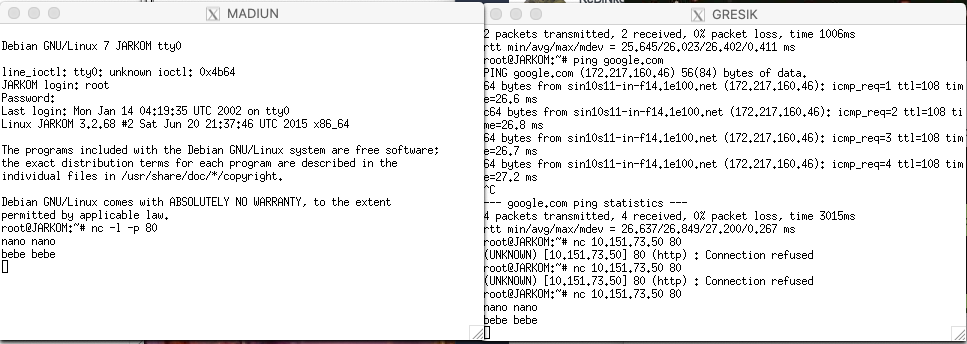 MADIUN
Debian GNU/Linux 7 JARKOM tty0
line_ioctl: tty0: unknown ioctl: 0x4b64
JARKOM login: root
Password:
Last login: Mon Jan 14 04:19:35 UTC 2002 on tty0
Linux JARKOM 3.2.68 #2 Sat Jun 20 21:37:46 UTC 2015 x86_64
The programs included with the Debian GNU/Linux system are free software;
the exact distribution terms for each program are described in the
individual files in /usr/share/doc/*/copyright.
Debian GNU/Linux comes with ABSOLUTELY NO WARRANTY, to the extent
permitted by applicable law.
root@JARKOM:~# nc -l -p 80
nano nano
bebe bebe
GRESIK
2 packets transmitted, 2 received, 0% packet loss, time 1006ms
rtt min/avg/max/mdev = 25.645/26.023/26.402/0.411 ms
root@JARKOM:~# ping google.com
PING google.com (172.217.160.46) 56(84) bytes of data.
64 bytes from sin10s11-in-f14.1e100.net (172.217.160.46): icmp_req=1 ttl=108 tim
e=26.6 ms
c64 bytes from sin10s11-in-f14.1e100.net (172.217.160.46): icmp_req=2 ttl=108 ti
me=26.8 ms
64 bytes from sin10s11-in-f14.1e100.net (172.217.160.46): icmp_req=3 ttl=108 tim
e=26.7 ms
64 bytes from sin10s11-in-f14.1e100.net (172.217.160.46): icmp_req=4 ttl=108 tim
e=27.2 ms
^C
--- google.com ping statistics ---
4 packets transmitted, 4 received, 0% packet loss, time 3015ms
rtt min/avg/max/mdev = 26.637/26.849/27.200/0.267 ms
root@JARKOM:~# nc 10.151.73.50 80
(UNKNOWN) [10.151.73.50] 80 (http) : Connection refused
root@JARKOM:~# nc 10.151.73.50 80
(UNKNOWN) [10.151.73.50] 80 (http) : Connection refused
root@JARKOM:~# nc 10.151.73.50 80
nano nano
bebe bebe